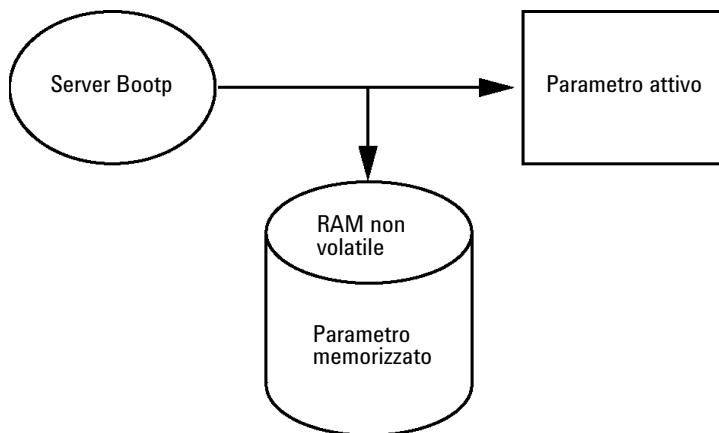 Server Bootp
Parametro attivo
RAM non
volatile
Parametro
memorizzato